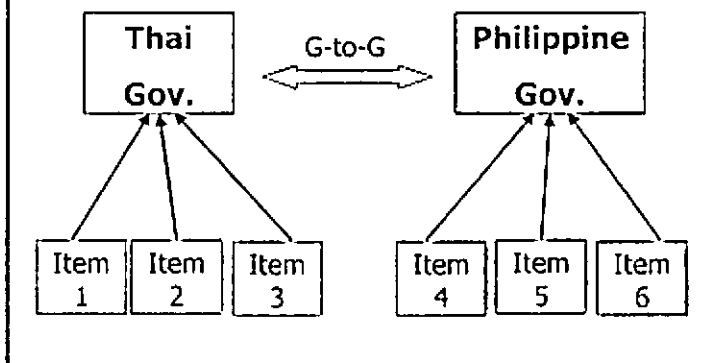 Thai
Gov.
G-to-G
Philippine
Gov.
Item
1
Item
2
Item
3
Item
4
Item
5
Item
6